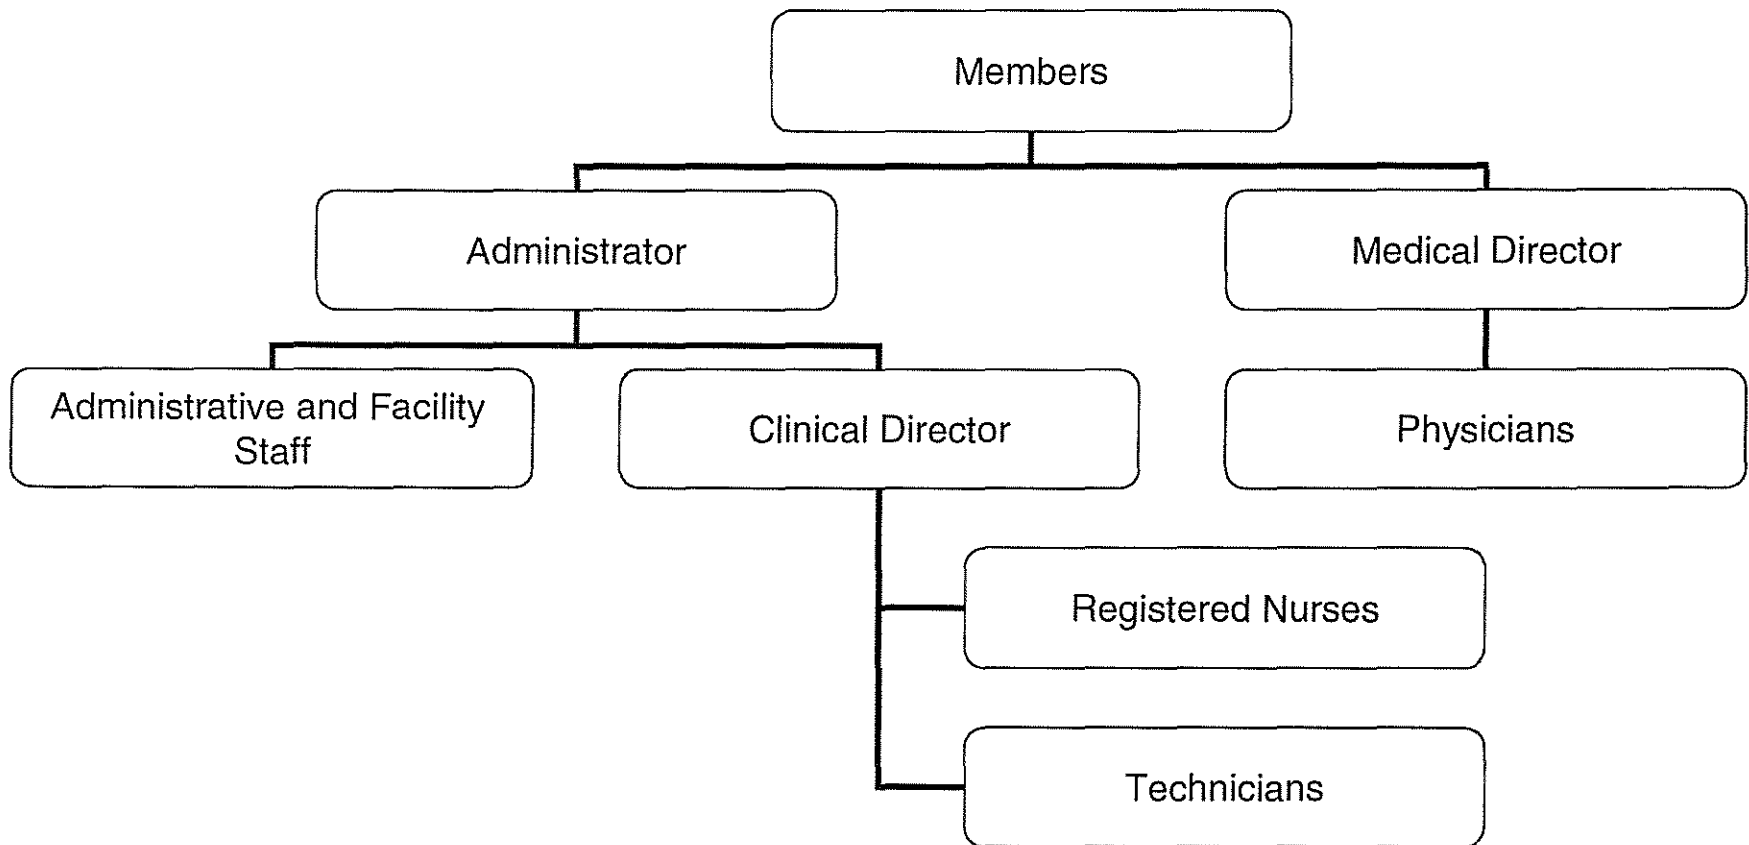 Members
Administrator
Medical Director
Administrative and Facility
Staff
Clinical Director
Physicians
Registered Nurses
Technicians